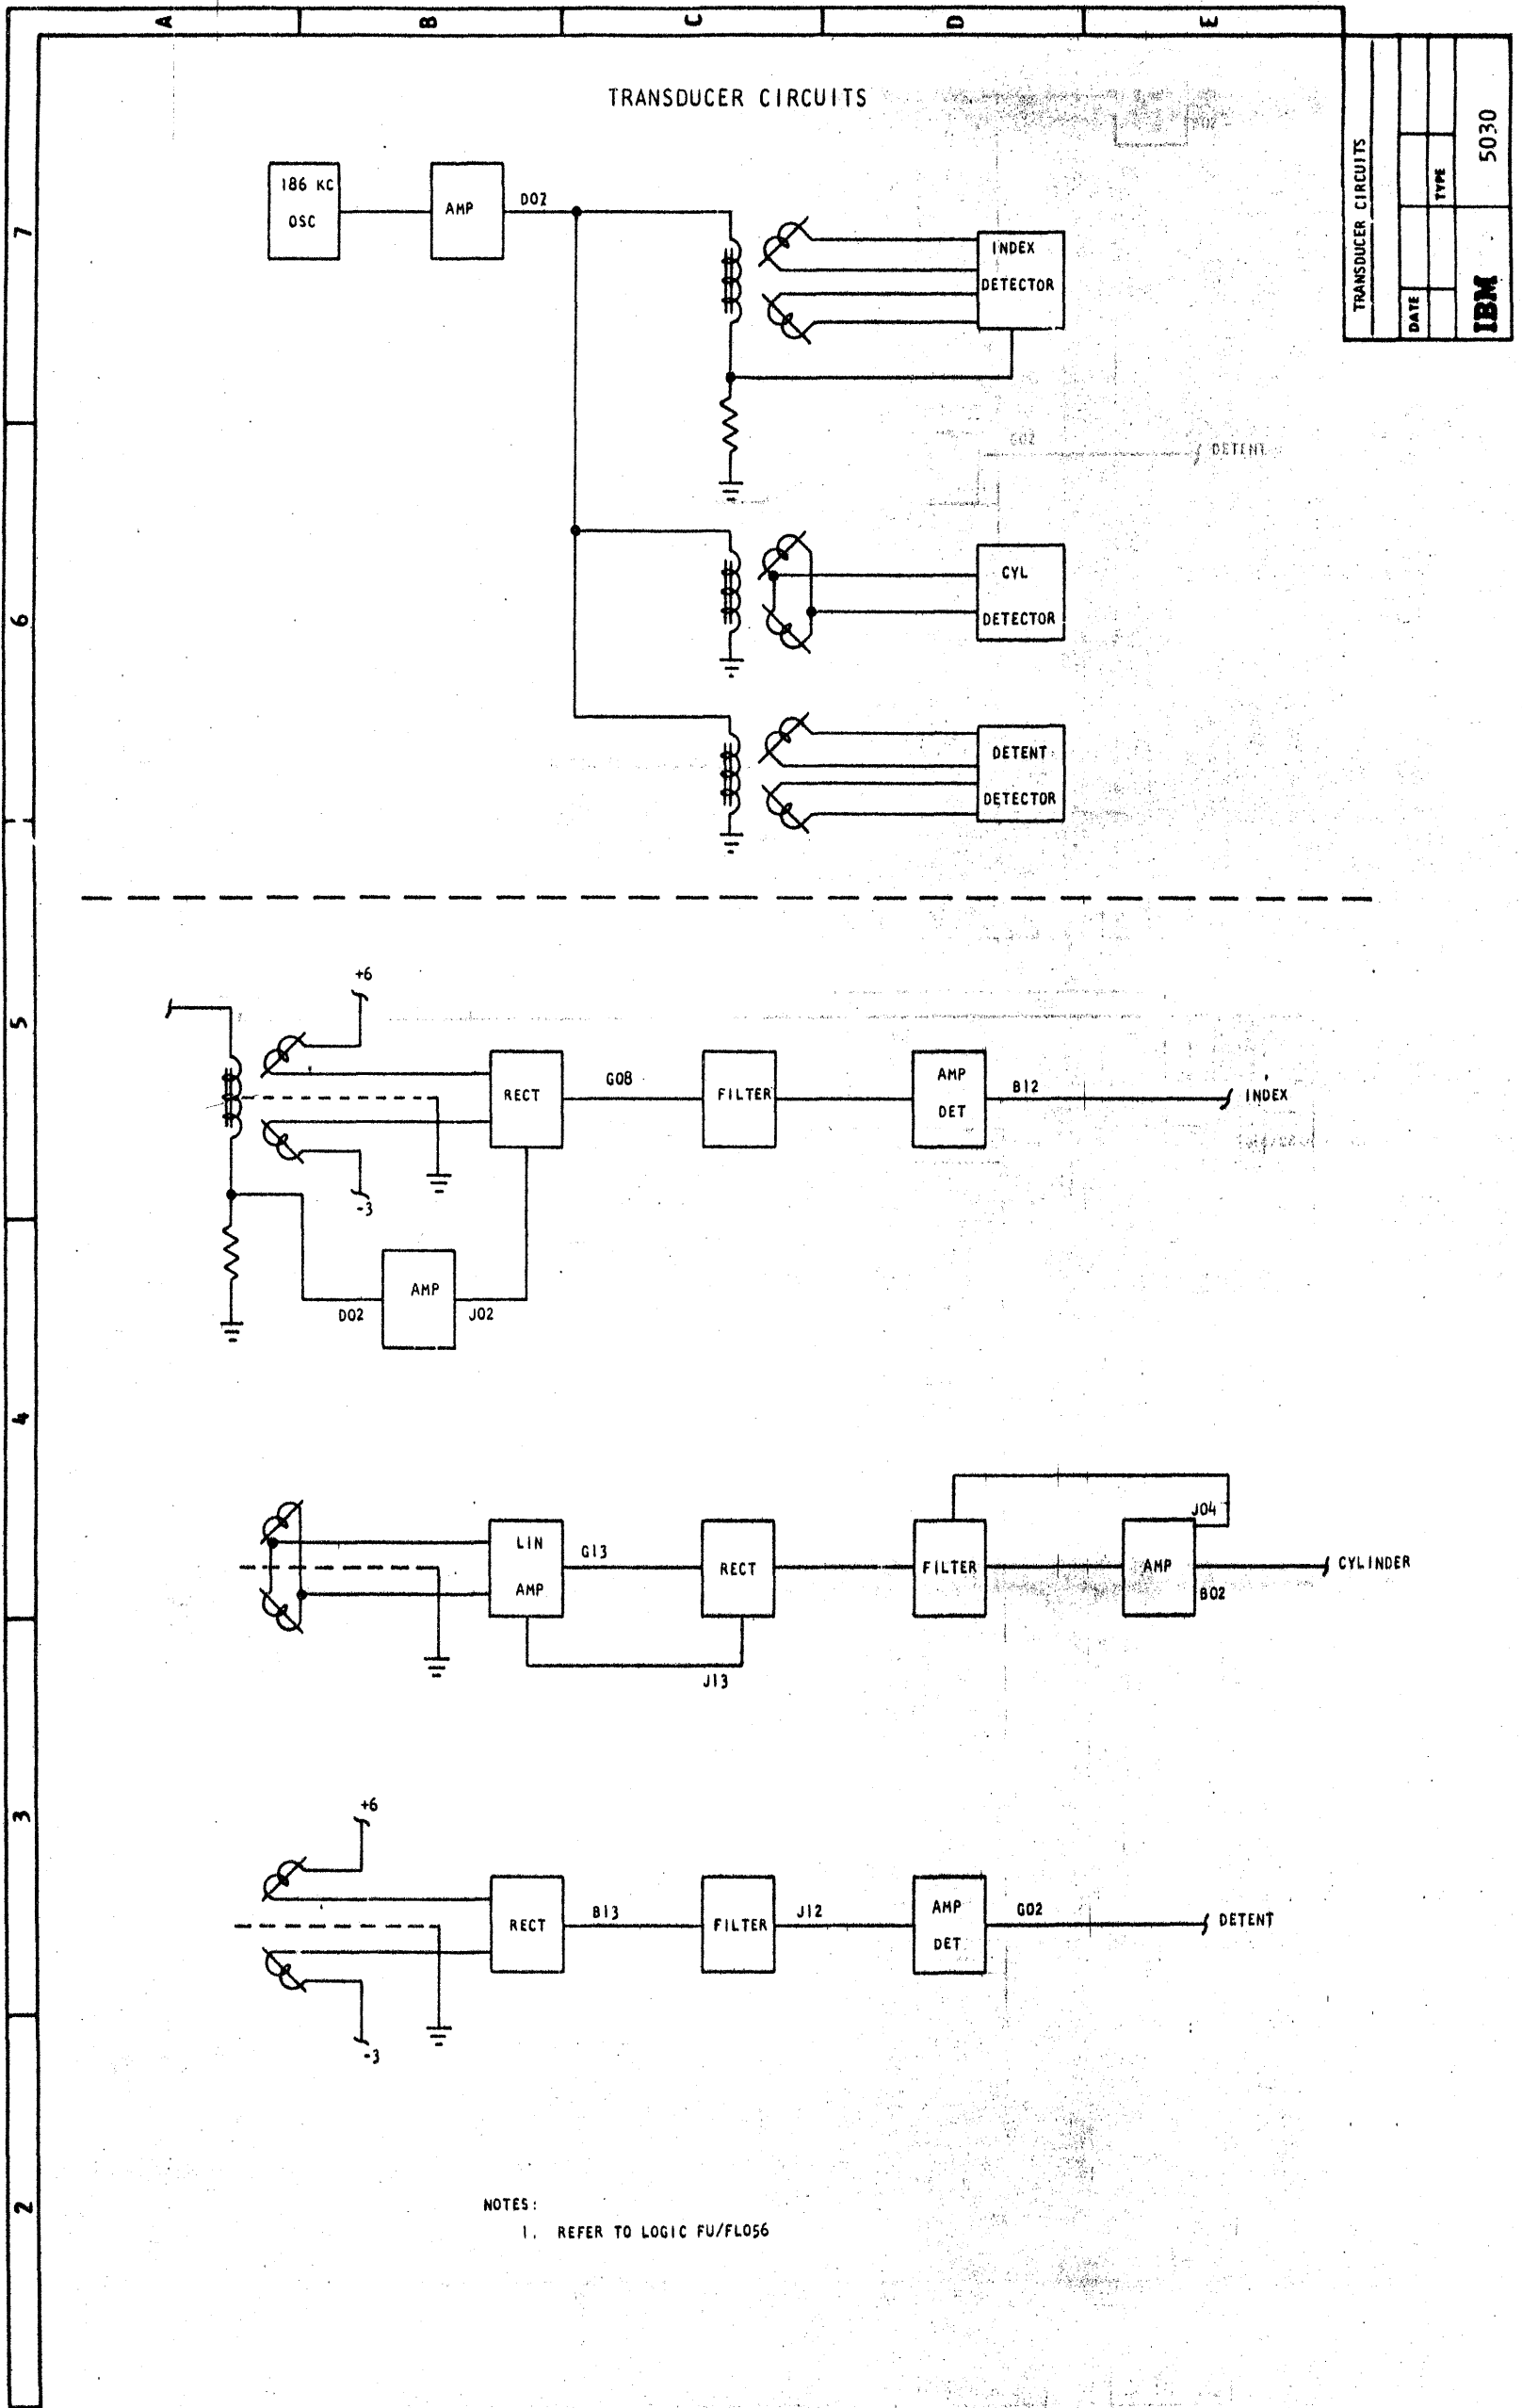 A B C D E
TRANSDUCER CIRCUITS
TRANSDUCER CIRCUITS
DATE
TYPE
IBM
5030
7
186 KC
OSC
AMP
D02
INDEX
DETECTOR
G02
DETENT
6
CYL
DETECTOR
DETENT
DETECTOR
5
+6
RECT
G08
FILTER
AMP
DET
B12
INDEX
-3
D02
AMP
J02
4
LIN
AMP
G13
RECT
J13
FILTER
J04
AMP
B02
CYLINDER
3
+6
RECT
B13
FILTER
J12
AMP
DET
G02
DETENT
-3
2
NOTES:
1. REFER TO LOGIC FU/FL056